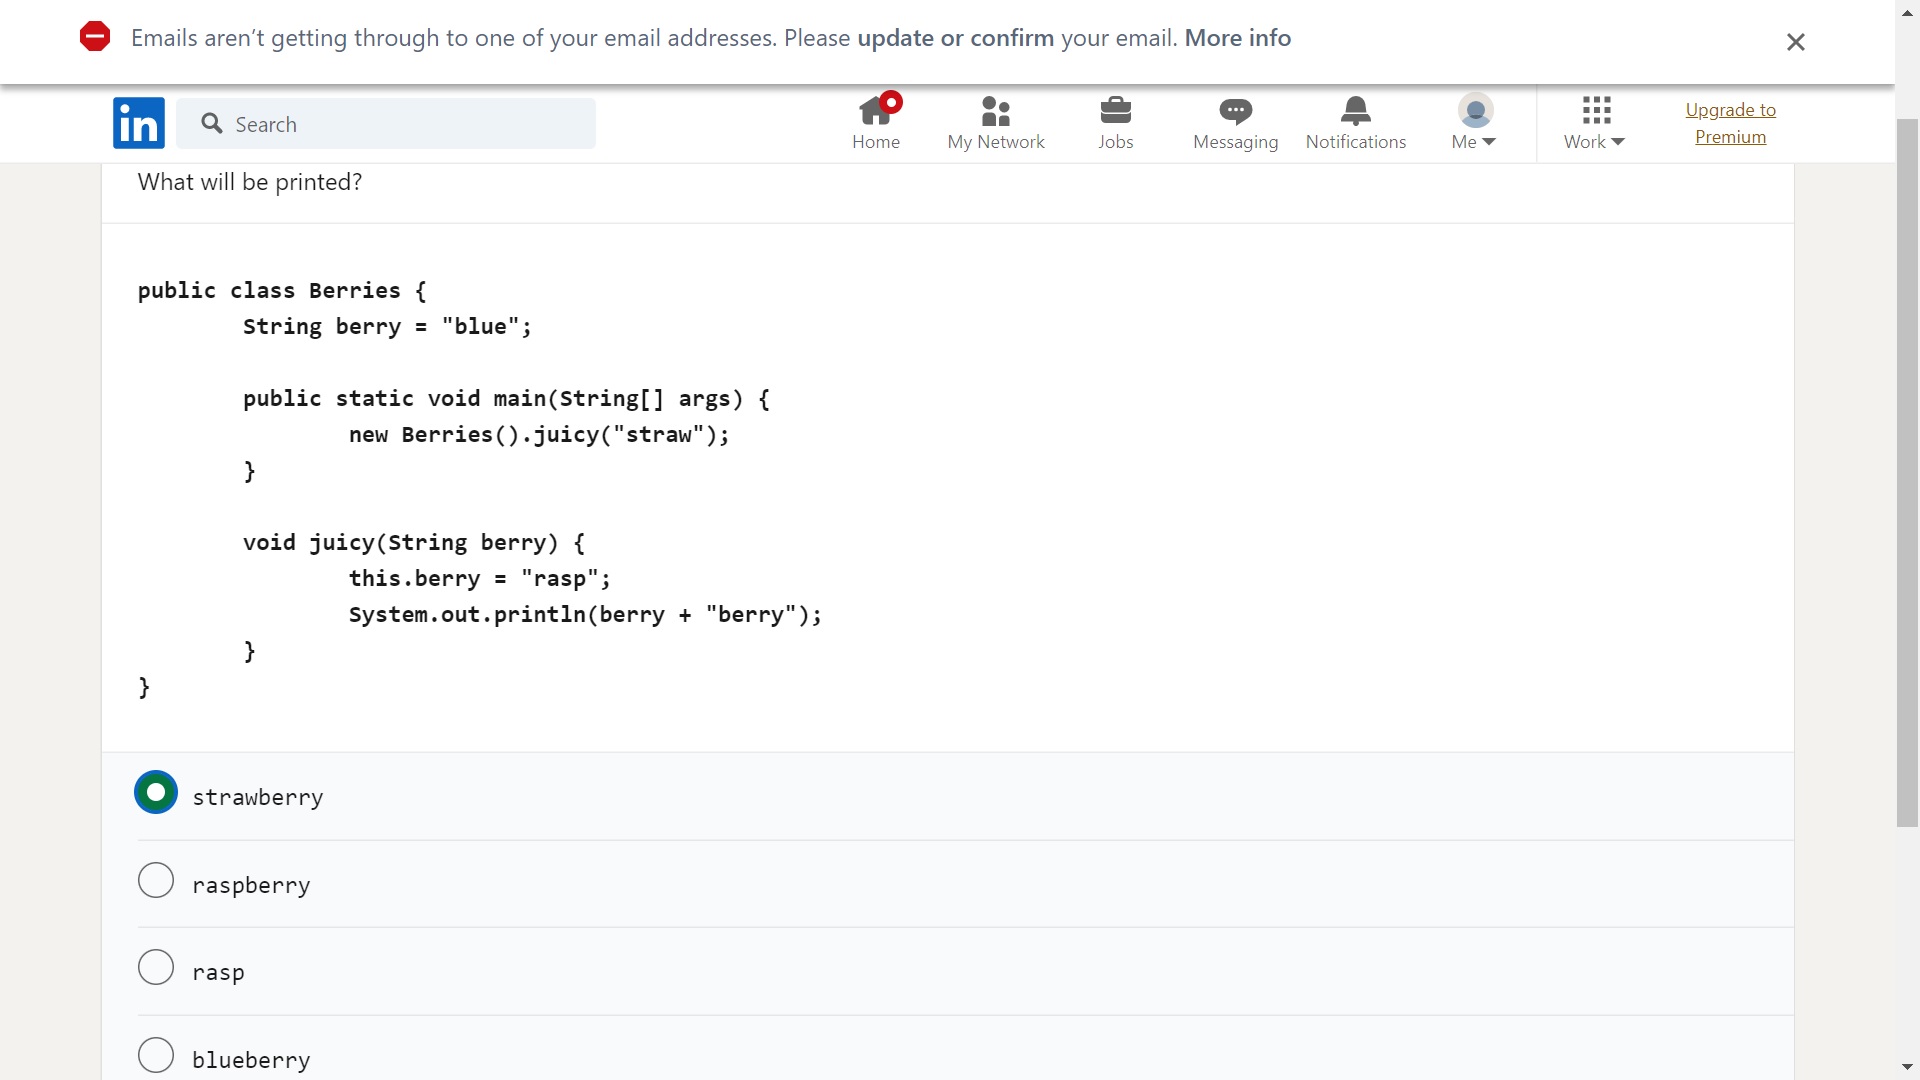 Emails aren't getting through to one of your email addresses. Please update or confirm your email. More info
in
Search
Home
My Network
Jobs
Messaging
Notifications
Me
Work
Upgrade to
Premium
What will be printed?
public class Berries {
String berry = "blue";
public static void main(String[] args) {
new Berries().juicy("straw");
}
void juicy(String berry) {
this.berry = "rasp";
System.out.println(berry + "berry");
}
}
strawberry
raspberry
rasp
blueberry